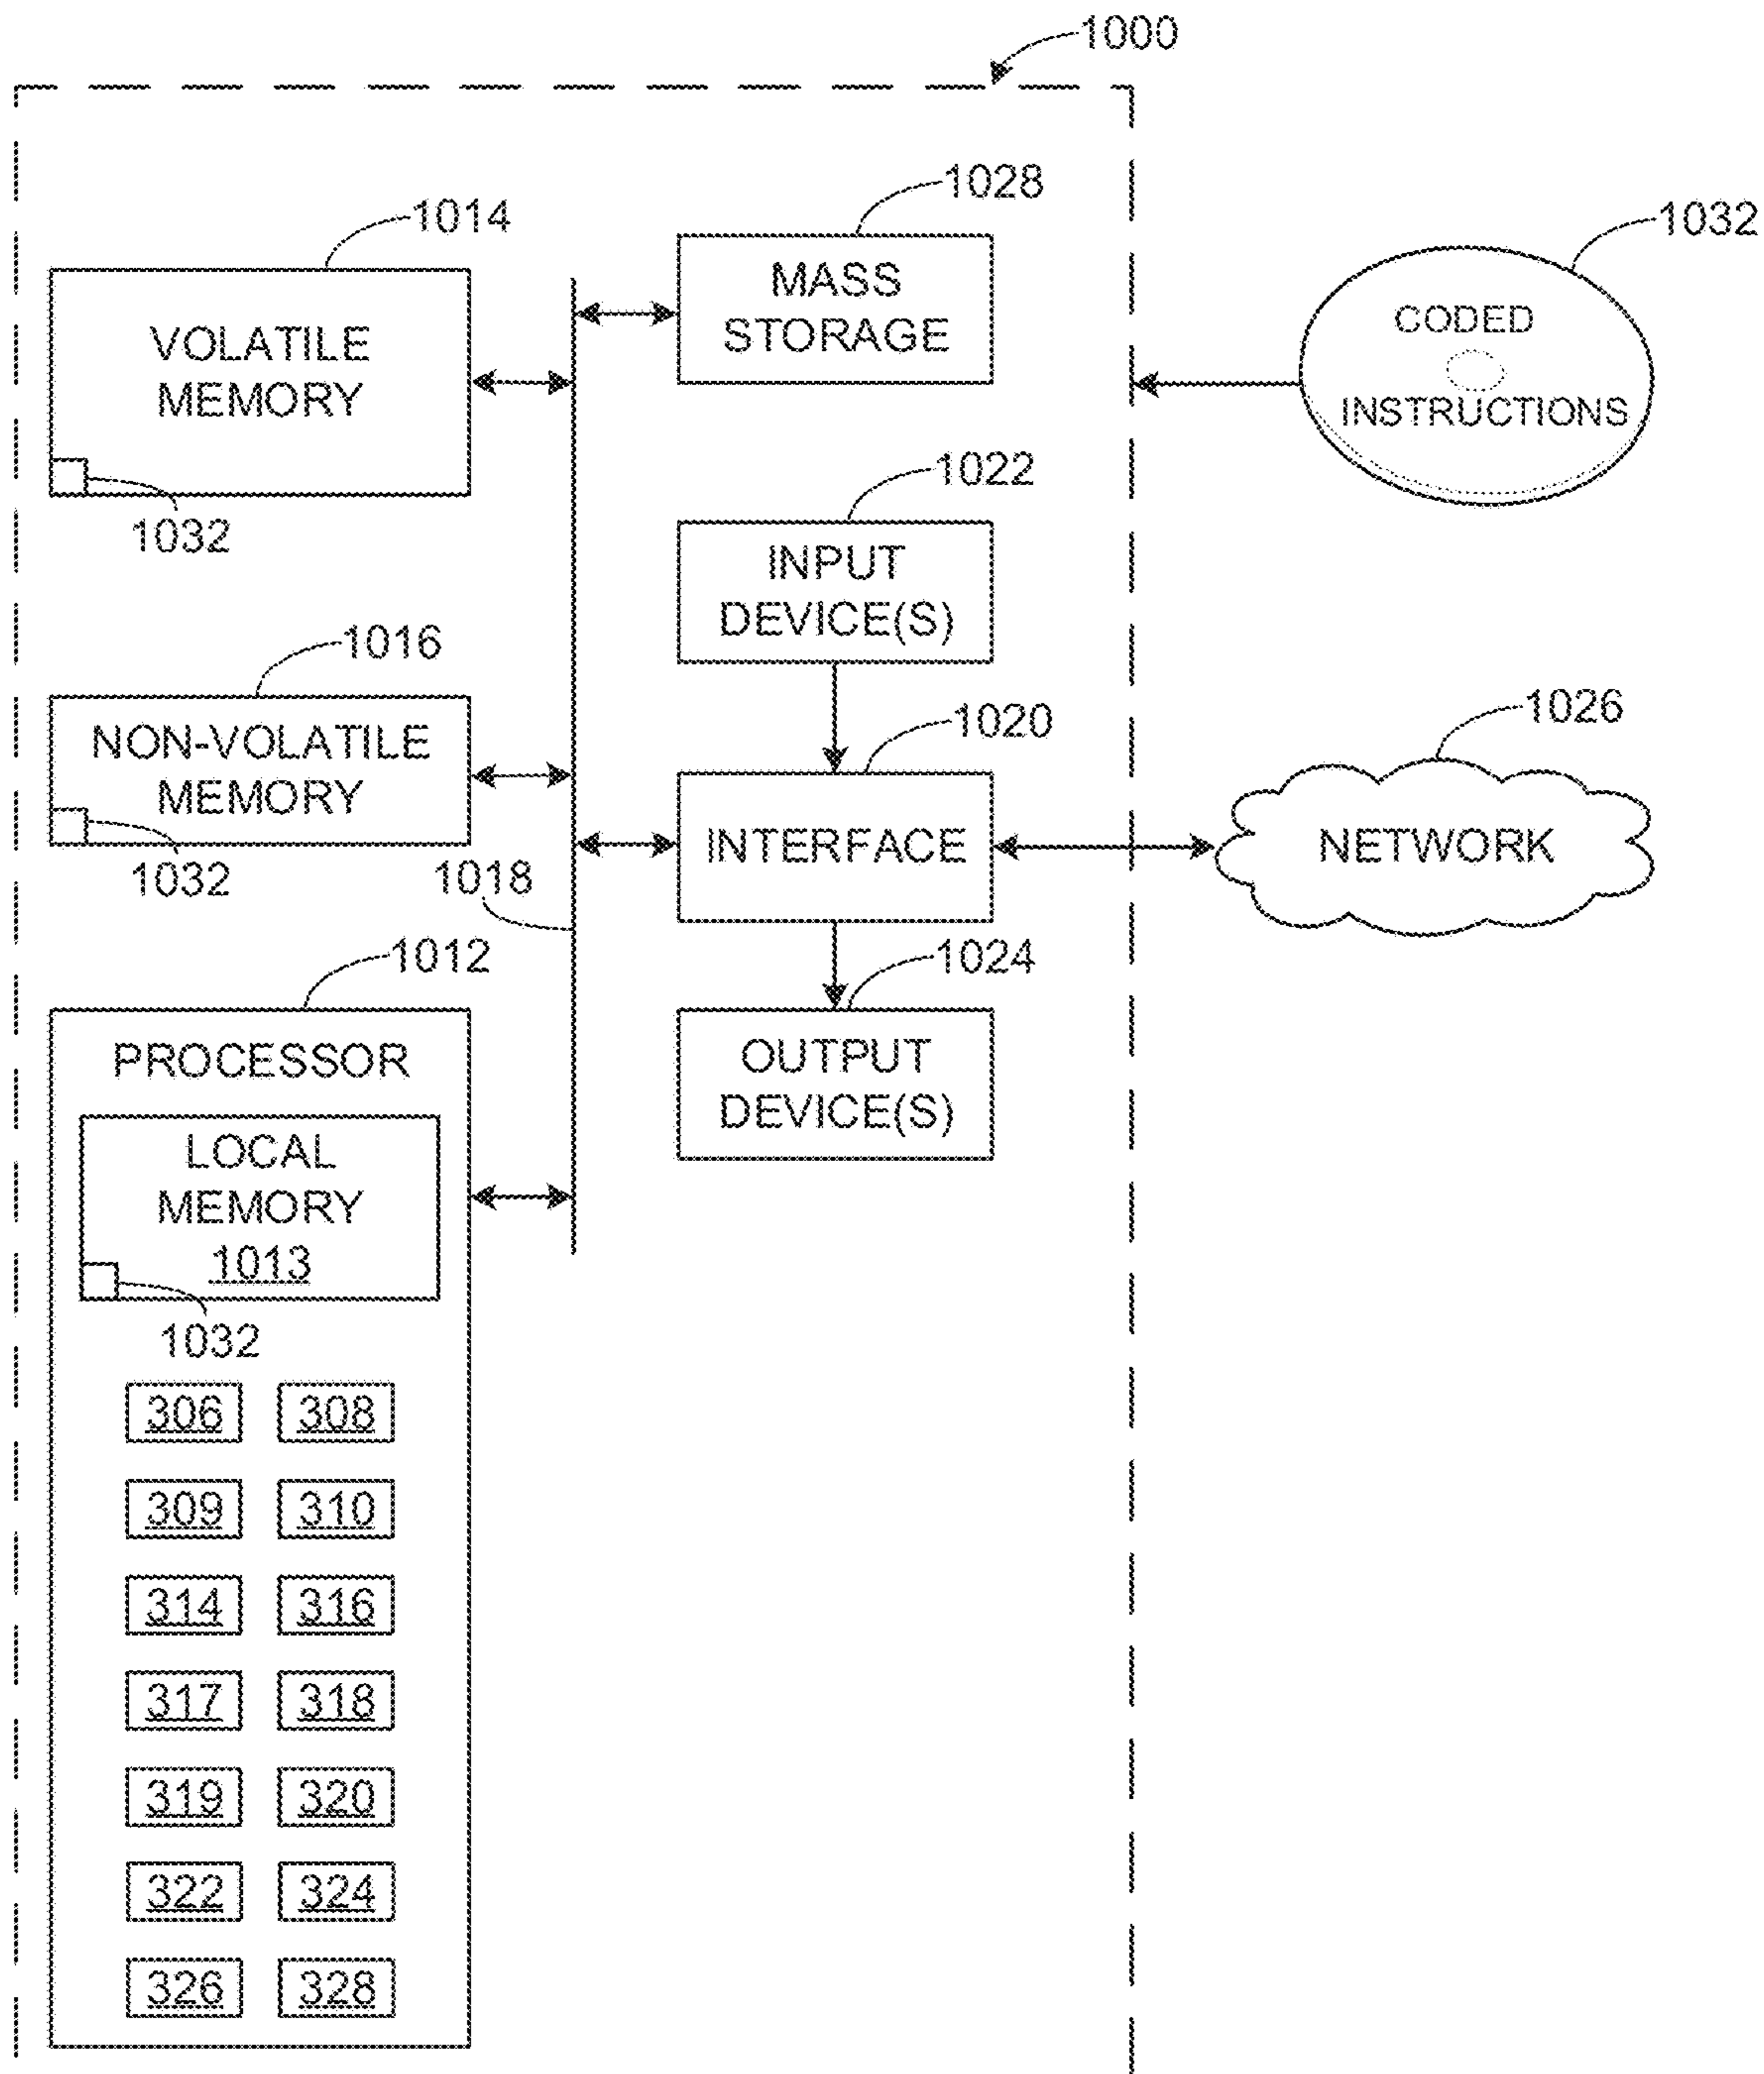 1000
1028
1014
1032
MASS
STORAGE
VOLATILE
MEMORY
CODED
INSTRUCTIONS
1032
1022
INPUT
DEVICE(S)
1016
1020
1026
NON-VOLATILE
MEMORY
INTERFACE
NETWORK
1032
1018
1012
1024
PROCESSOR
OUTPUT
DEVICE(S)
LOCAL
MEMORY
1013
1032
306 308
309 310
314 316
317 318
319 320
322 324
326 328